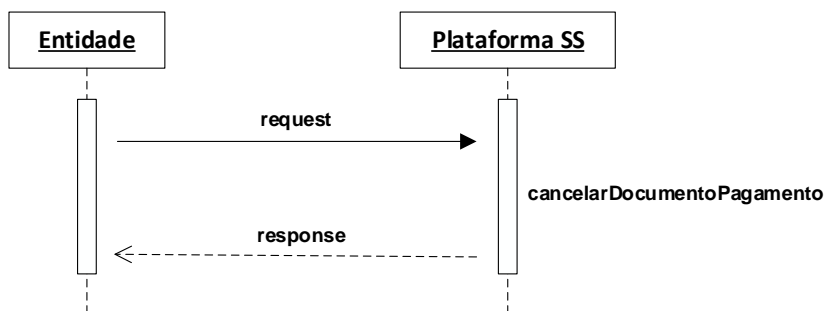 Entidade
Plataforma SS
request
cancelarDocumentoPagamento
response